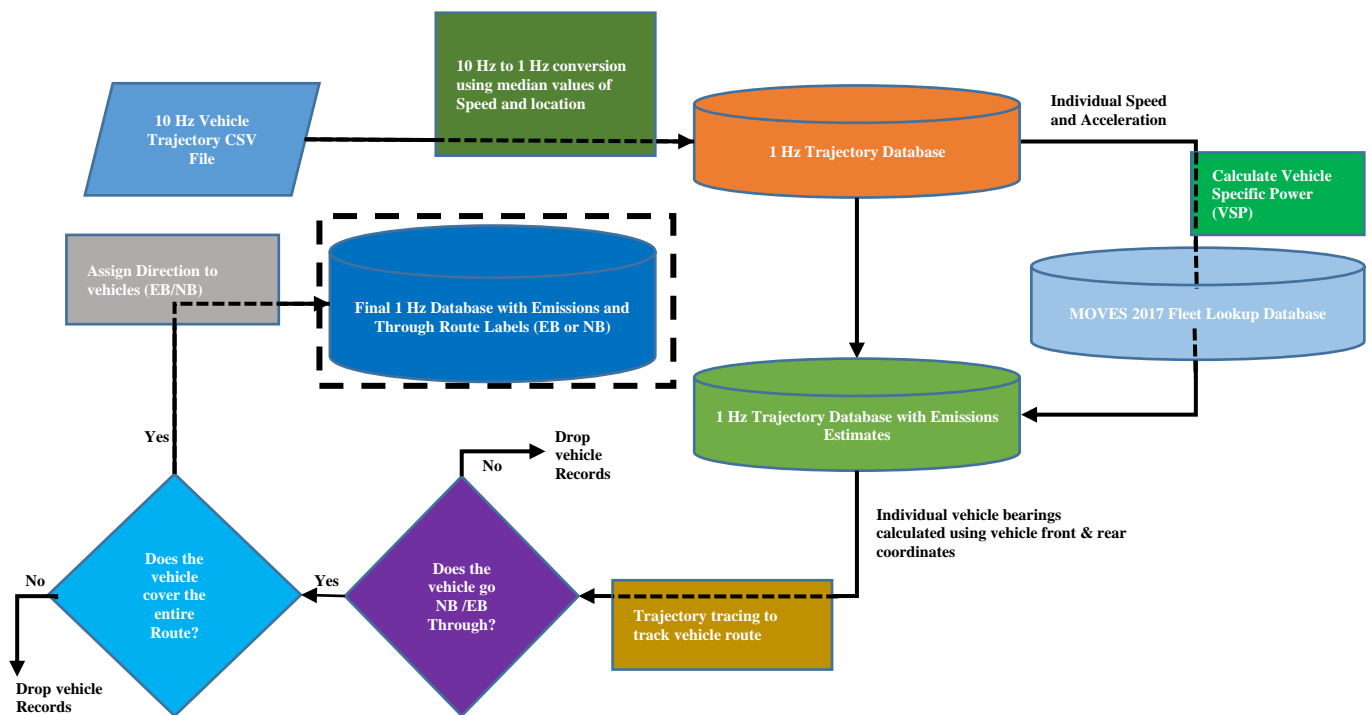 10 Hz Vehicle
Trajectory CSV
File
10 Hz to 1 Hz conversion
using median values of
Speed and location
1 Hz Trajectory Database
Individual Speed
and Acceleration
Calculate Vehicle
Specific Power
(VSP)
MOVES 2017 Fleet Lookup Database
1 Hz Trajectory Database with Emissions
Estimates
Individual vehicle bearings
calculated using vehicle front & rear
coordinates
Trajectory tracing to
track vehicle route
Does the
vehicle go
NB /EB
Through?
No
Drop
vehicle
Records
Yes
Does the
vehicle
cover the
entire
Route?
No
Drop vehicle
Records
Yes
Assign Direction to
vehicles (EB/NB)
Final 1 Hz Database with Emissions and
Through Route Labels (EB or NB)